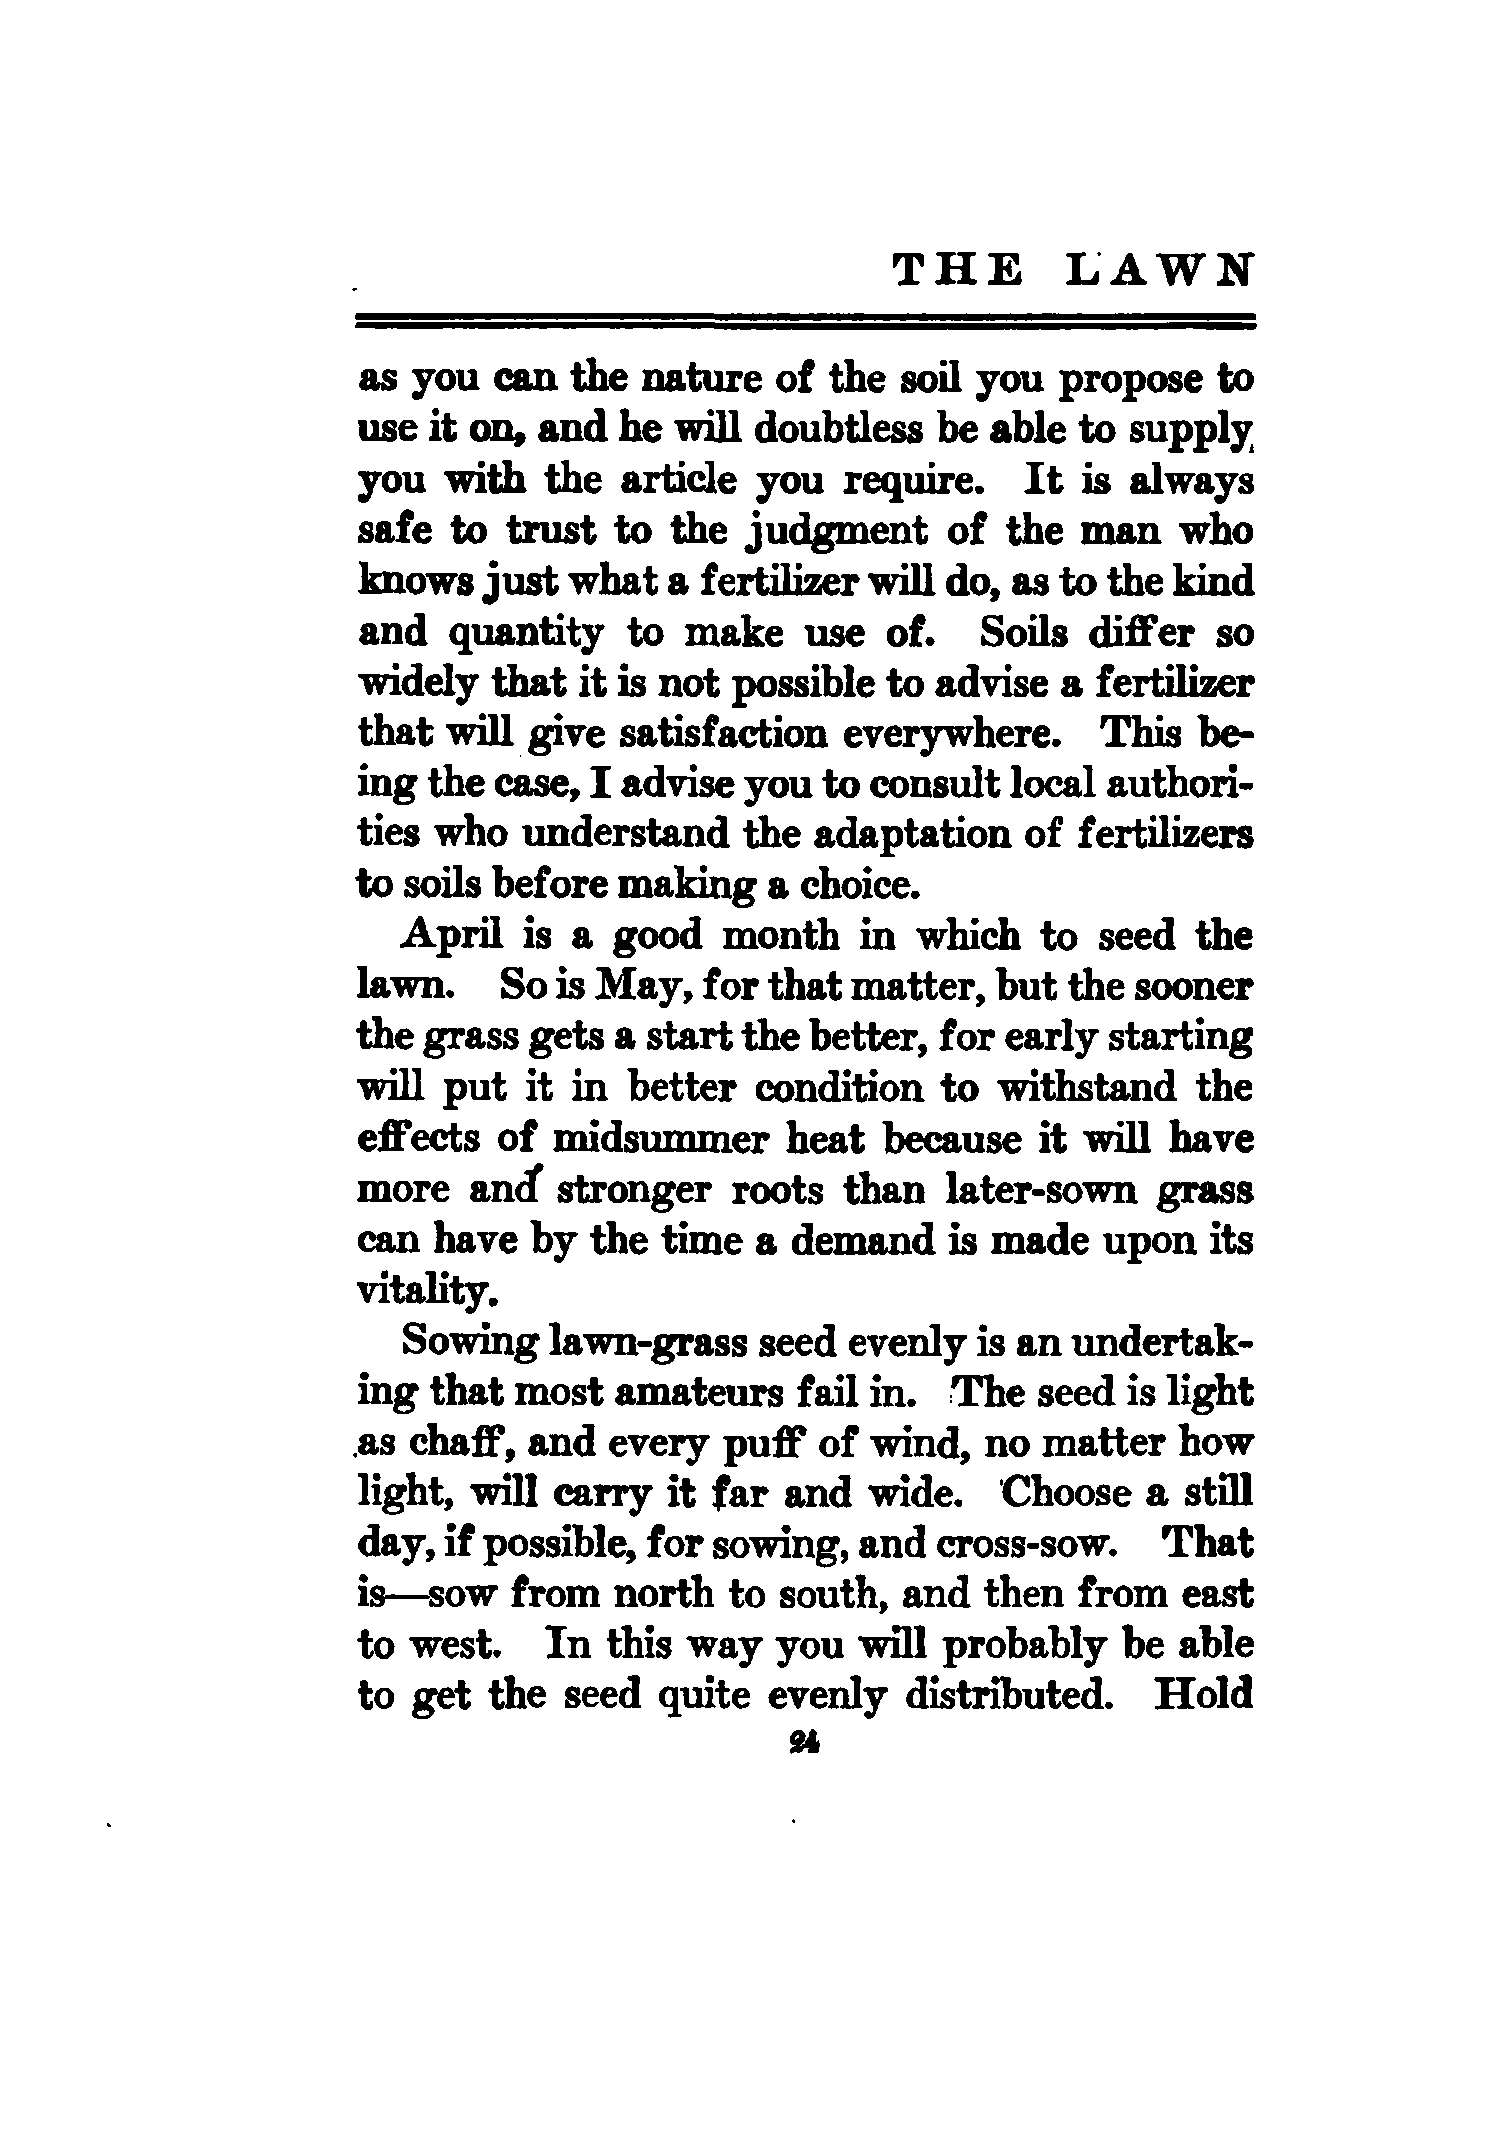 THE LAWN
as you can the nature of the soil you propose to
use it on, and he will doubtless be able to supply
you with the article you require. It is always
safe to trust to the judgment of the man who
knows just what a fertilizer will do, as to the kind
and quantity to make use of. Soils differ so
widely that it is not possible to advise a fertilizer
that will give satisfaction everywhere. This be-
ing the case, I advise you to consult local authori-
ties who understand the adaptation of fertilizers
to soils before making a choice.
April is a good month in which to seed the
lawn. So is May, for that matter, but the sooner
the grass gets a start the better, for early starting
will put it in better condition to withstand the
effects of midsummer heat because it will have
more and stronger roots than later-sown grass
can have by the time a demand is made upon its
vitality.
Sowing lawn-grass seed evenly is an undertak-
ing that most amateurs fail in. The seed is light
as chaff, and every puff of wind, no matter how
light, will carry it far and wide. Choose a still
day, if possible, for sowing, and cross-sow. That
is—sow from north to south, and then from east
to west. In this way you will probably be able
to get the seed quite evenly distributed. Hold
24